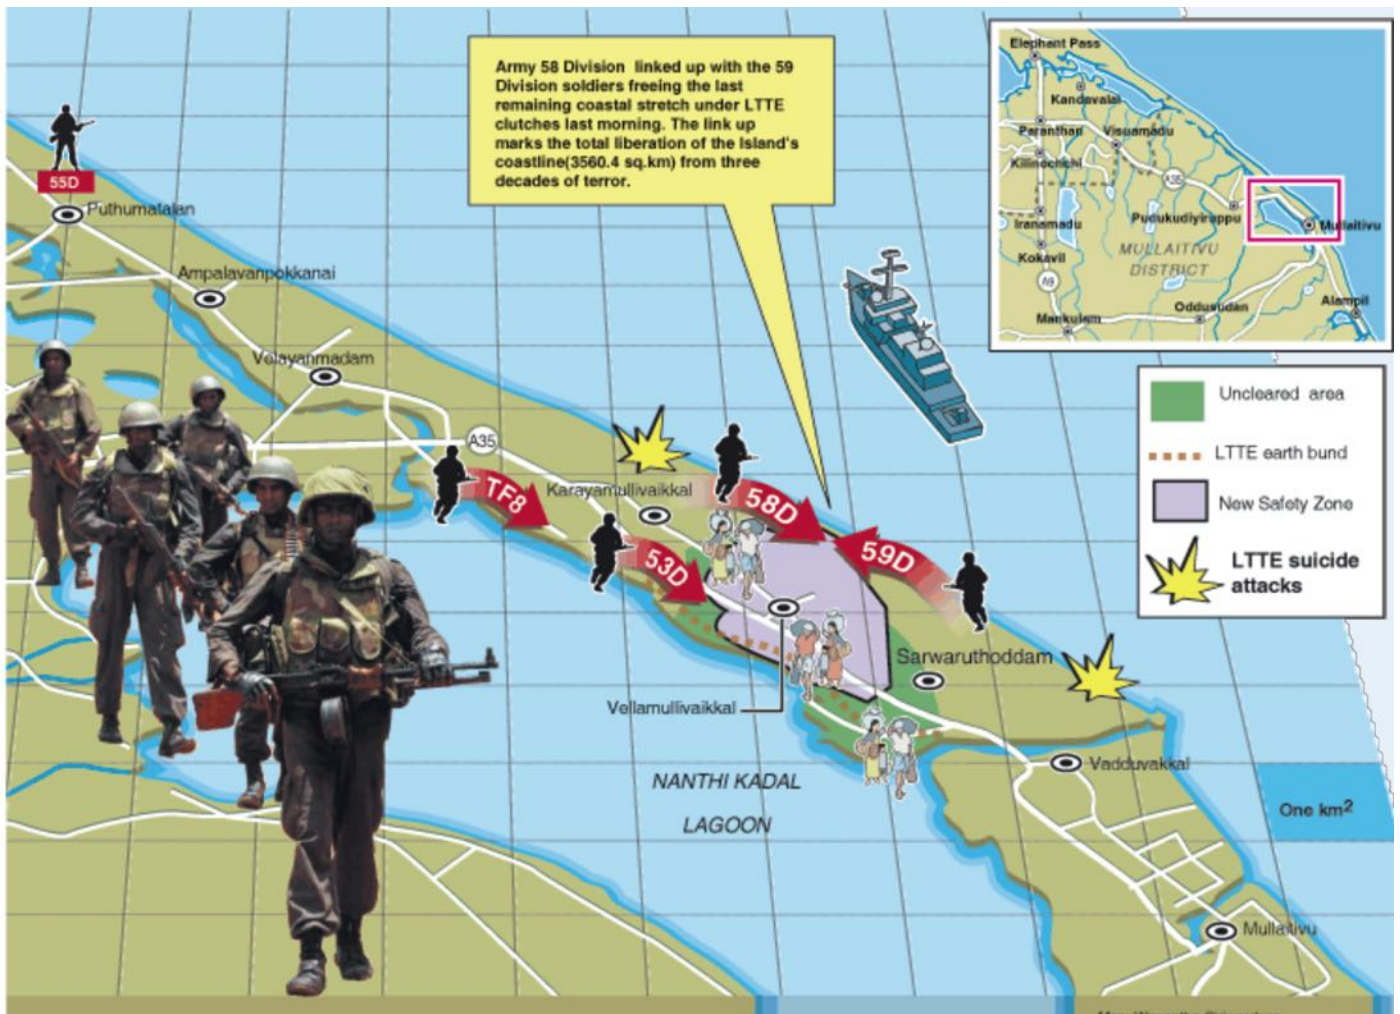 Army 58 Division linked up with the 59
Division soldiers freeing the last
remaining coastal stretch under LTTE
clutches last morning. The link up
marks the total liberation of the Island's
coastline(3560.4 sq.km) from three
decades of terror.
Elephant Pass
Kandavalai
Paranthan
Visuamadu
Kilinochchi
A35
Pudukudiyiruppu
Iranamadu
Mullaitivu
Kokavil
MULLAITIVU
DISTRICT
A9
Oddusudan
Alampil
Mankulam
55D
Puthumatalan
Ampalavanpokkanai
Velayanmadam
A35
TF8
Karayamullivaikkal
58D
53D
59D
Sarwaruthoddam
Vellamullivaikkal
Vadduvakkal
NANTHI KADAL
LAGOON
Mullaitivu
Uncleared area
LTTE earth bund
New Safety Zone
LTTE suicide
attacks
One km²